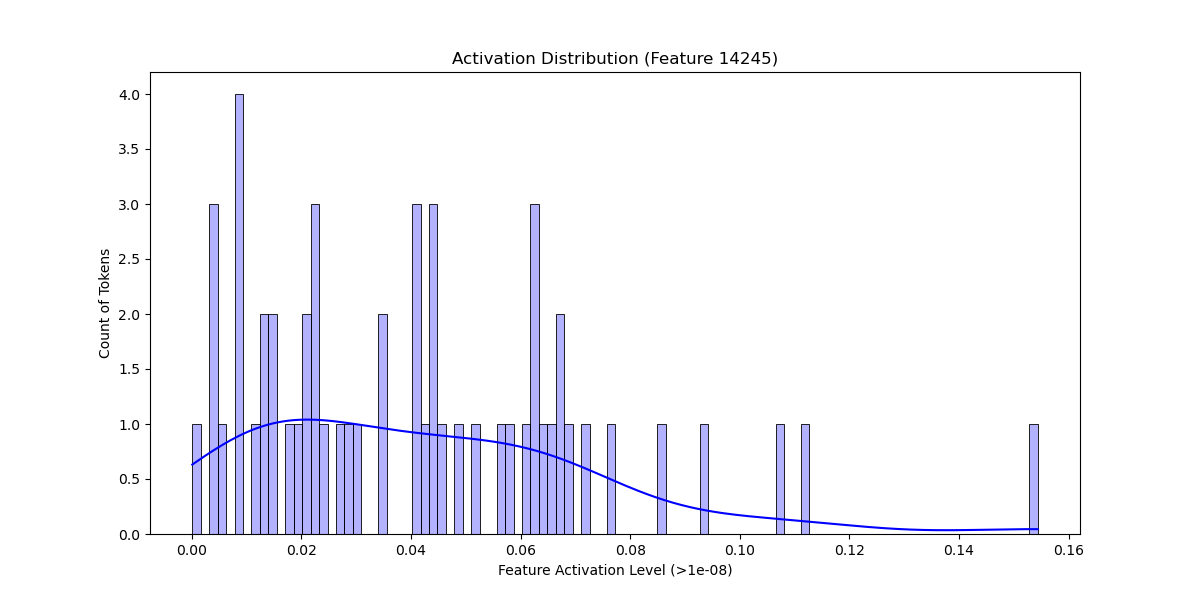 Activation Distribution (Feature 14245)
4.0
3.5
3.0
2.5
2.0
1.5
1.0
0.5
0.0
Count of Tokens
0.00 0.02 0.04 0.06 0.08 0.10 0.12 0.14 0.16
Feature Activation Level (>1e-08)